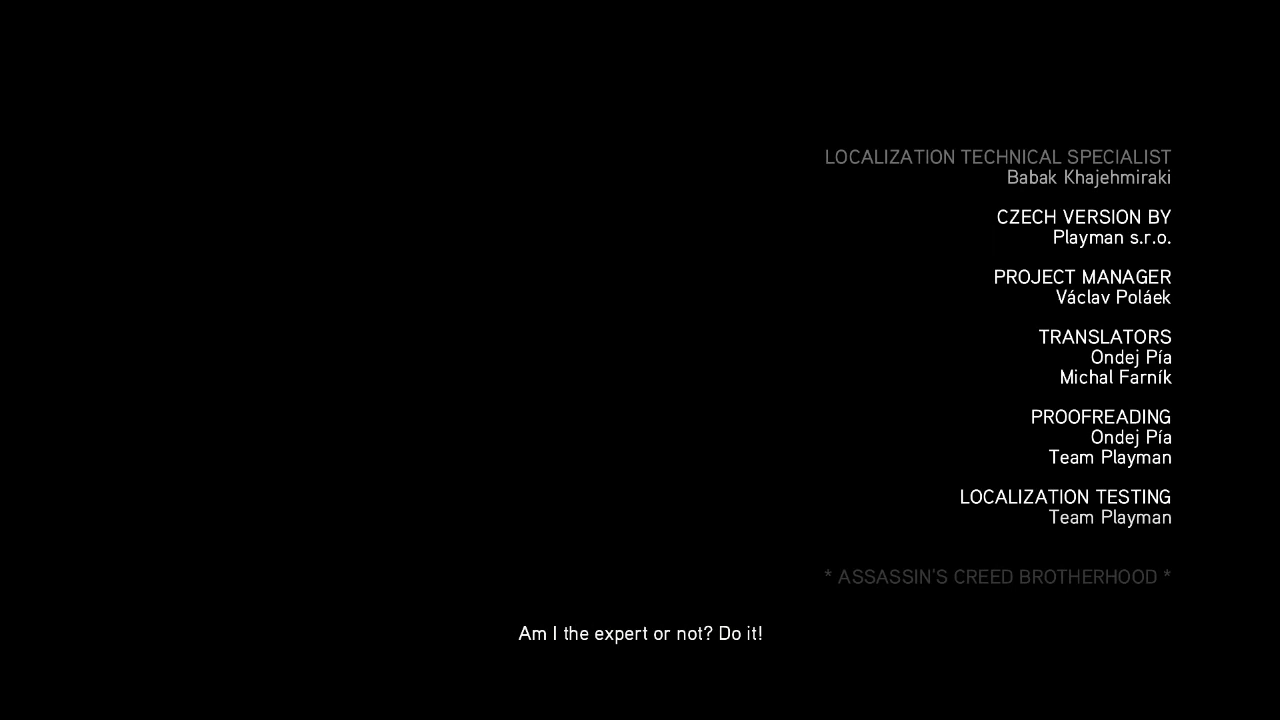 LOCALIZATION TECHNICAL SPECIALIST
Babak Khajehmiraki
CZECH VERSION BY
Playman s.r.o.
PROJECT MANAGER
Václav Poláek
TRANSLATORS
Ondej Pía
Michal Farník
PROOFREADING
Ondej Pía
Team Playman
LOCALIZATION TESTING
Team Playman
* ASSASSIN'S CREED BROTHERHOOD *
Am I the expert or not? Do it!